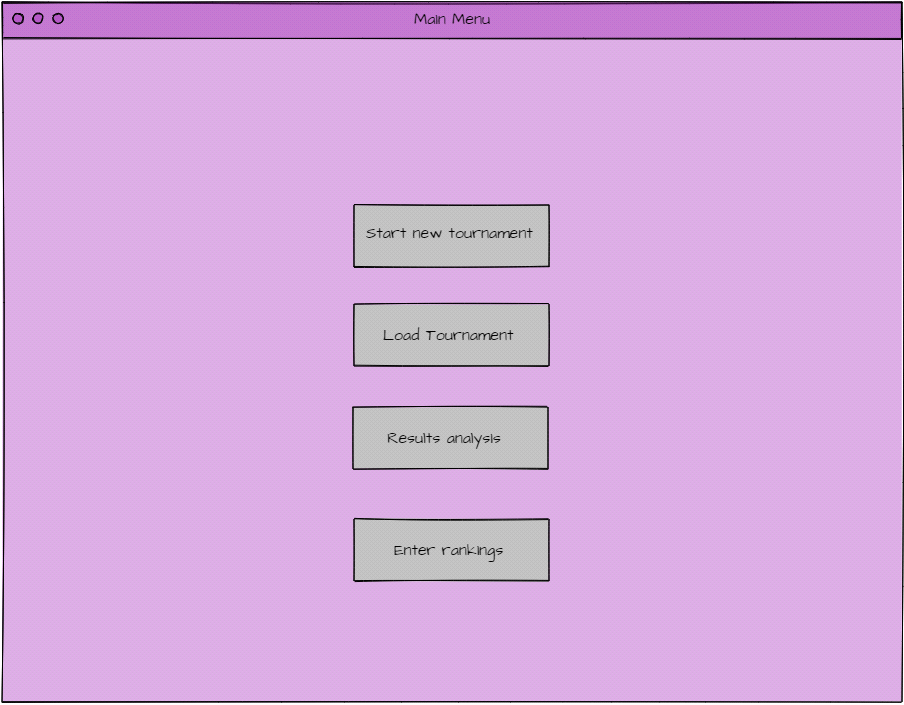 Main Menu
Start new tournament
Load Tournament
Results analysis
Enter rankings